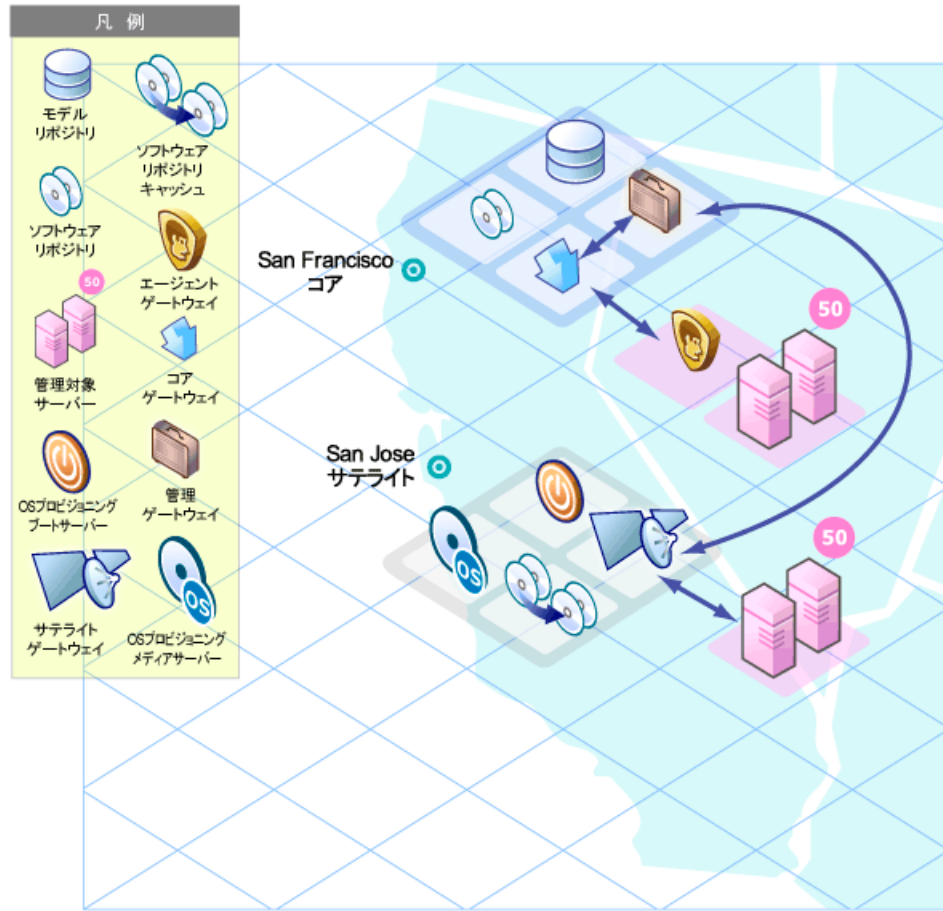 凡 例
モデル
リポジトリ
ソフトウェア
リポジトリ
キャッシュ
ソフトウェア
リポジトリ
エージェント
ゲートウェイ
50
管理対象
サーバー
コア
ゲートウェイ
OSプロビジョニング
ブートサーバー
管理
ゲートウェイ
サテライト
ゲートウェイ
OS
OSプロビジョニング
メディアサーバー
San Francisco
コア
50
San Jose
サテライト
OS
50